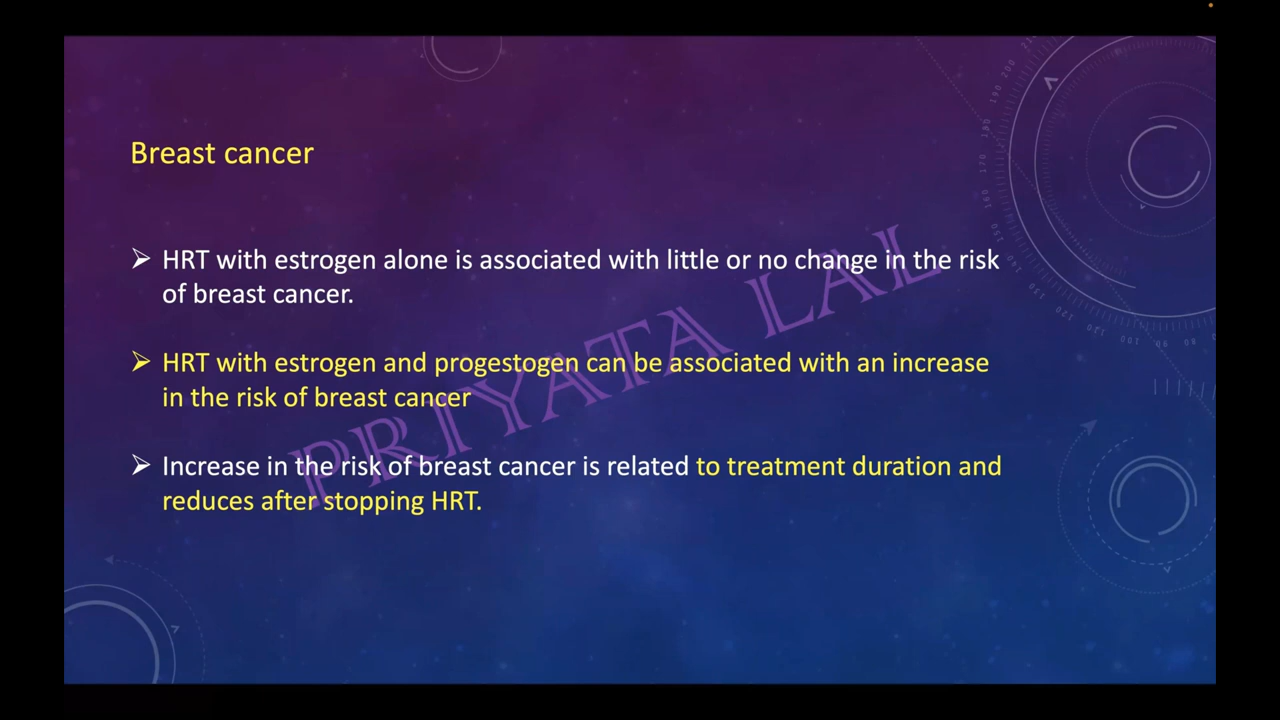 Breast cancer
➢ HRT with estrogen alone is associated with little or no change in the risk
of breast cancer.
➢ HRT with estrogen and progestogen can be associated with an increase
in the risk of breast cancer
➢ Increase in the risk of breast cancer is related to treatment duration and
reduces after stopping HRT.
PRIYATA LAL